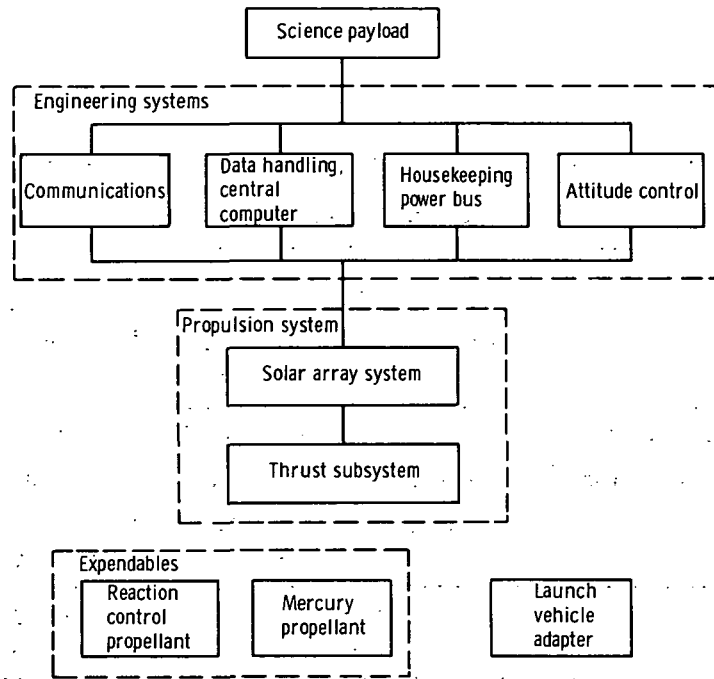 Science payload
Engineering systems
Communications
Data handling,
central
computer
Housekeeping
power bus
Attitude control
Propulsion system
Solar array system
Thrust subsystem
Expendables
Reaction
control
propellant
Mercury
propellant
Launch
vehicle
adapter